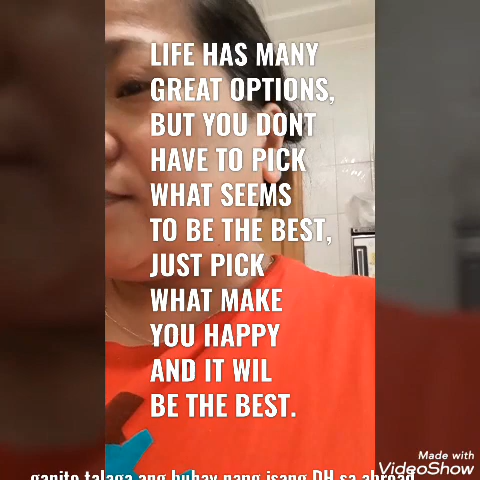 LIFE HAS MANY
GREAT OPTIONS,
BUT YOU DONT
HAVE TO PICK
WHAT SEEMS
TO BE THE BEST,
JUST PICK
WHAT MAKE
YOU HAPPY
AND IT WIL
BE THE BEST.
Made with
VideoShow
ganito talaga ang buhay nang isang DH sa abroad